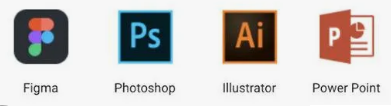 Ps
Ai
P
Figma
Photoshop
Illustrator
Power Point